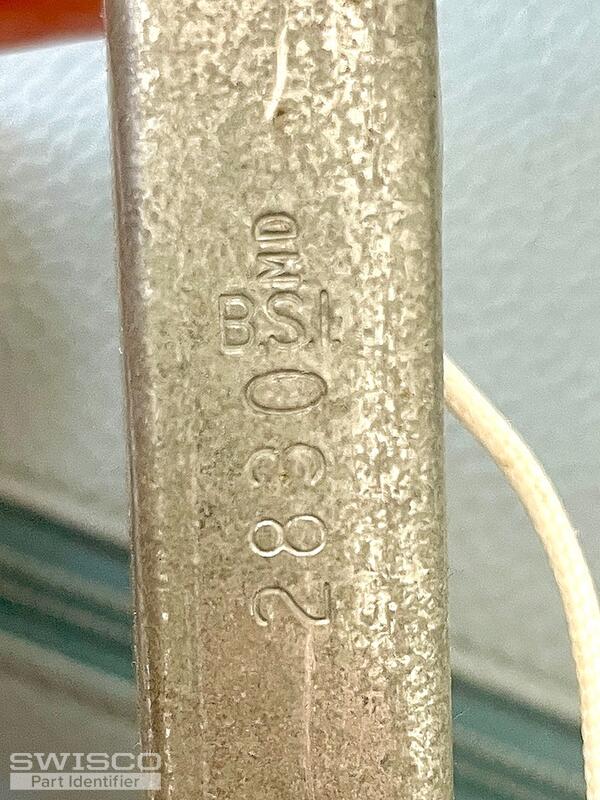 MD
B.S.I.
2830
SWISCO
Part Identifier